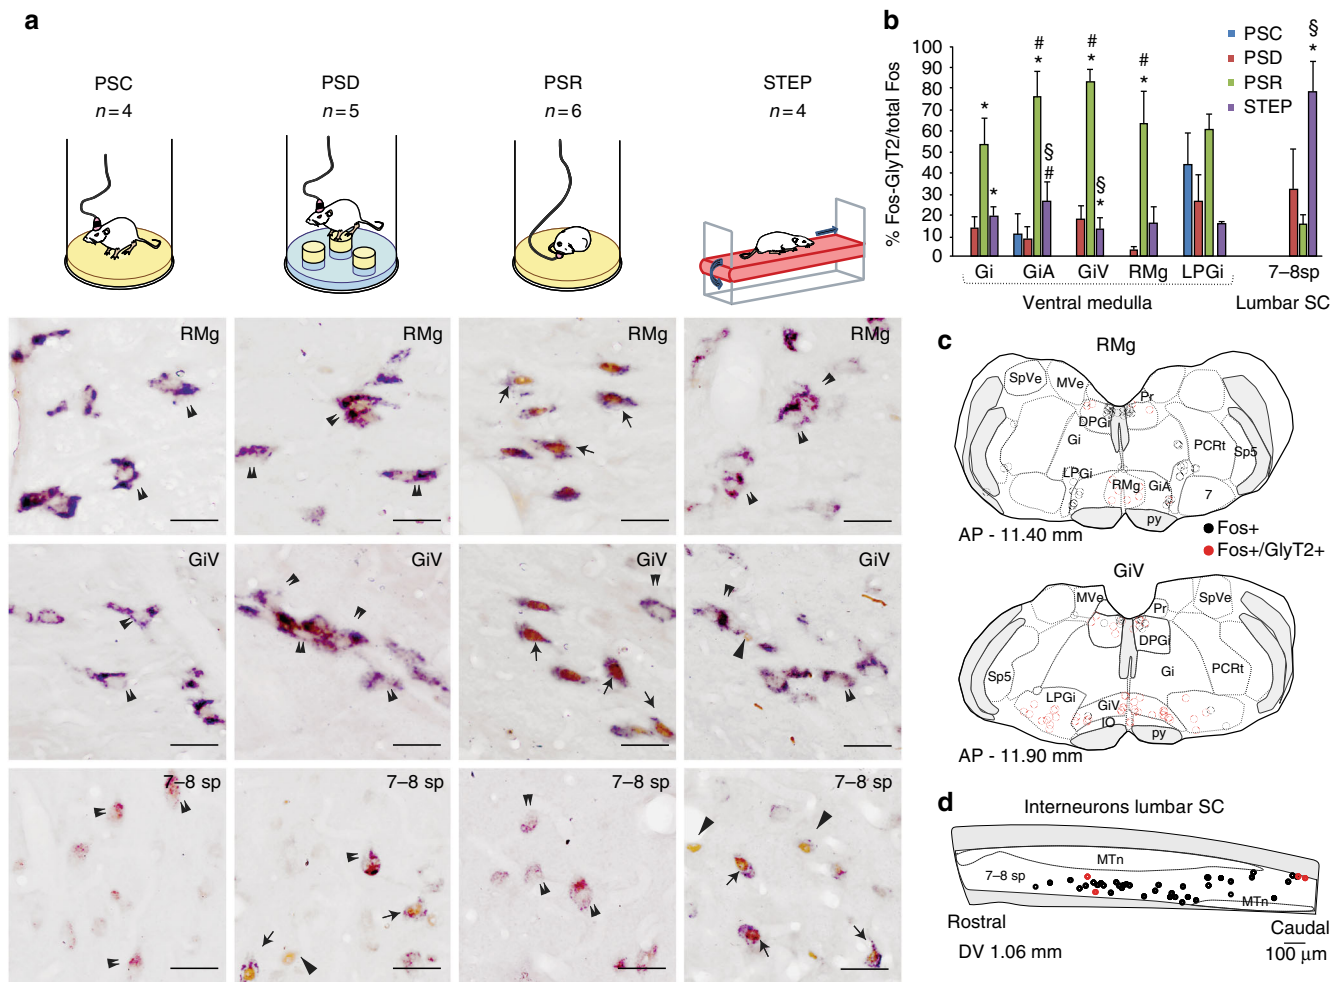 a
PSC
n=4
PSD
n=5
PSR
n=6
STEP
n=4
RMg
RMg
RMg
RMg
GiV
GiV
GiV
GiV
7–8 sp
7–8 sp
7–8 sp
7–8 sp
b
% Fos-GlyT2/total Fos
100
90
80
70
60
50
40
30
20
10
0
*
*
#
*
§
#
#
*
§
*
#
*
§
*
PSC
PSD
PSR
STEP
Gi
GiA
GiV
RMg
LPGi
7–8sp
Ventral medulla
Lumbar SC
c
RMg
SpVe
MVe
Pr
DPGi
Gi
PCRt
Sp5
LPGi
RMg
GiA
7
py
AP - 11.40 mm
Fos+
Fos+/GlyT2+
GiV
MVe
Pr
SpVe
DPGi
Sp5
Gi
PCRt
LPGi
GiV
IO
py
AP - 11.90 mm
d
Interneurons lumbar SC
MTn
7–8 sp
MTn
Rostral
Caudal
DV 1.06 mm
100 µm